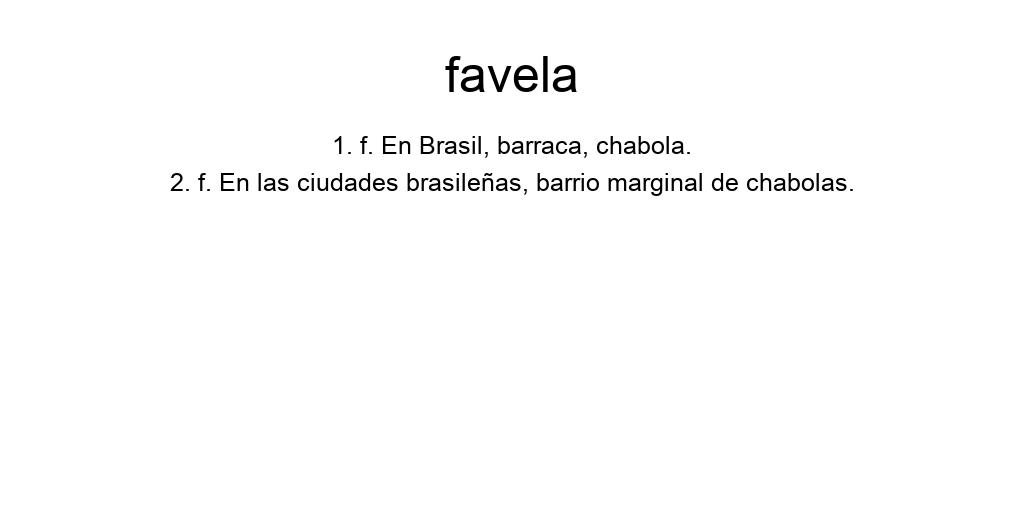 favela
1. f. En Brasil, barraca, chabola.
2. f. En las ciudades brasileñas, barrio marginal de chabolas.